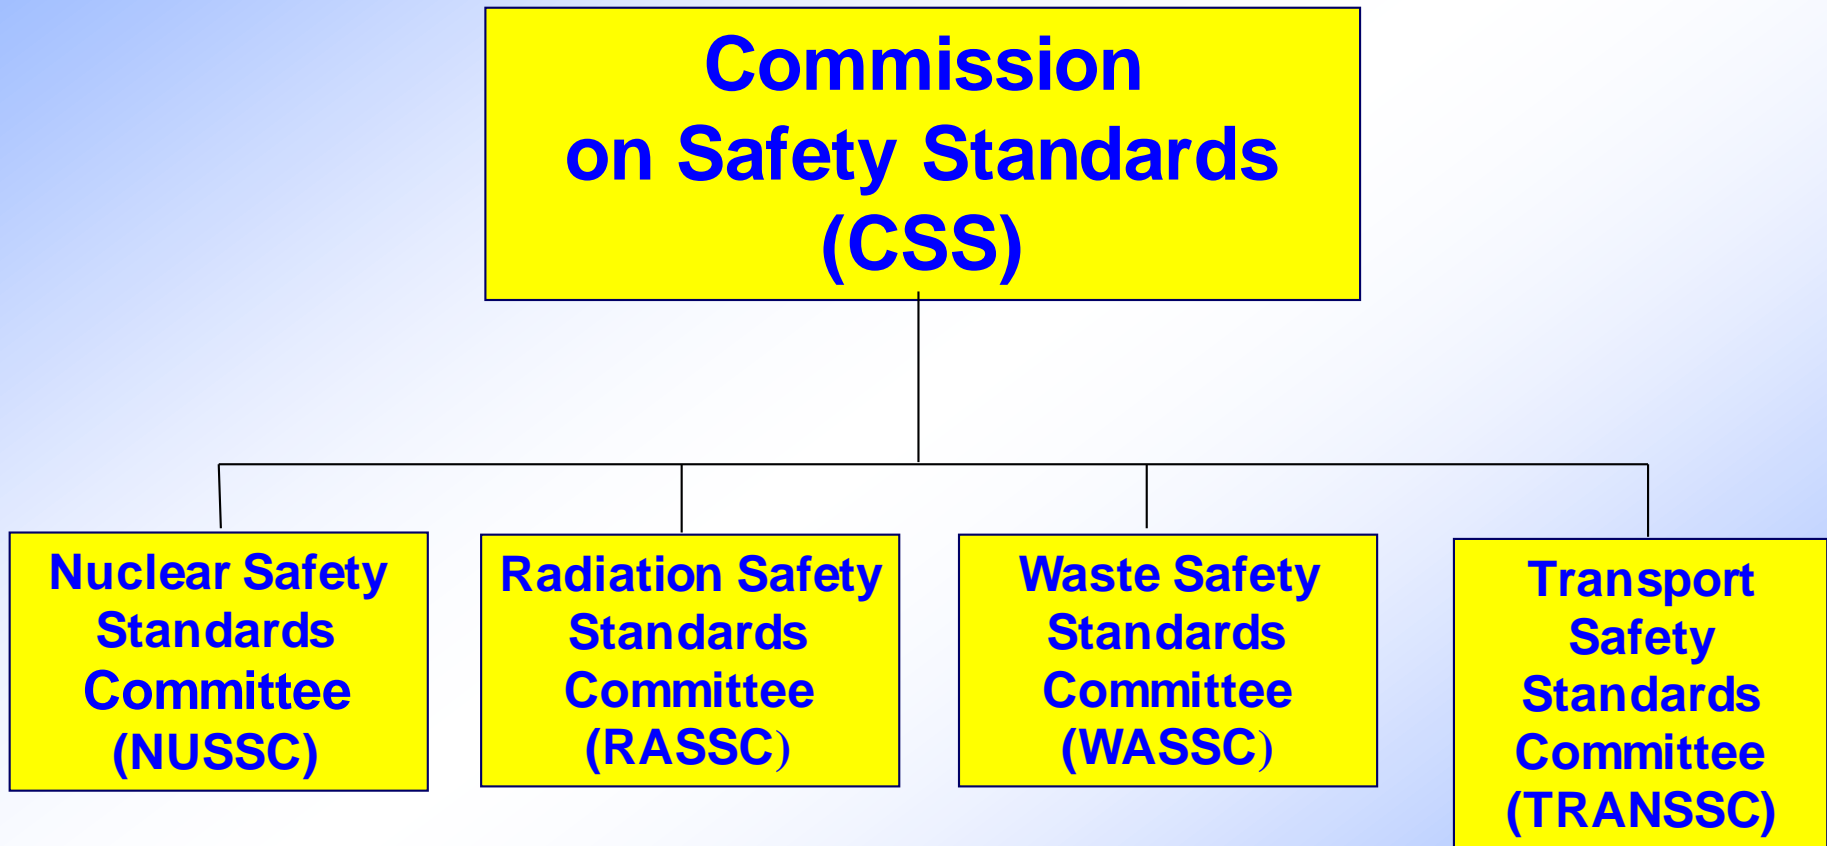 Commission
on Safety Standards
(CSS)
Nuclear Safety
Standards
Committee
(NUSSC)
Radiation Safety
Standards
Committee
(RASSC)
Waste Safety
Standards
Committee
(WASSC)
Transport
Safety
Standards
Committee
(TRANSSC)